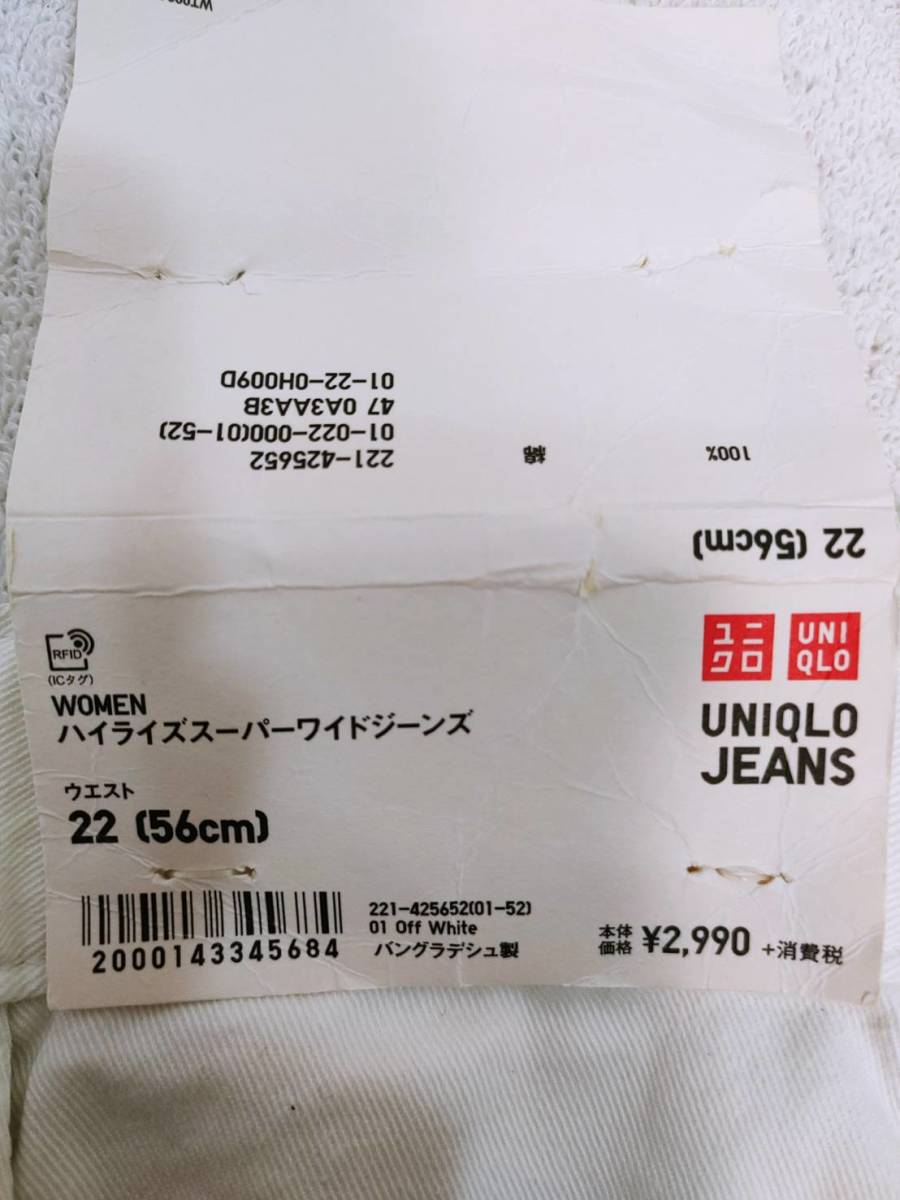 01-22-0H009D
47 0A3AA3B
01-022-000(01-52)
221-425652
綿 100%
22 (56cm)
RFID
(ICタグ)
ユニクロ
UNIQLO
WOMEN
ハイライズスーパーワイドジーンズ
UNIQLO
JEANS
ウエスト
22 (56cm)
2000143345684
221-425652(01-52)
01 Off White
バングラデシュ製
本体価格 ¥2,990 +消費税